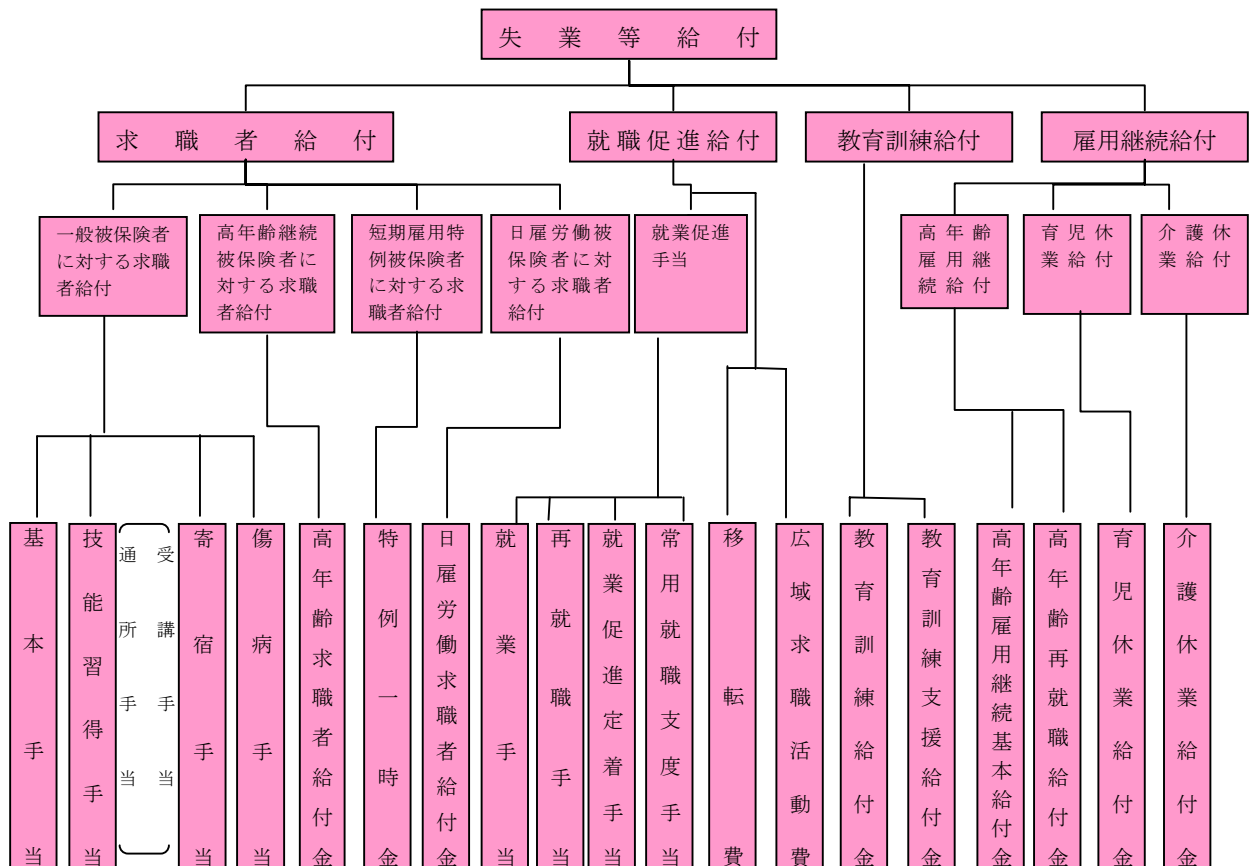 失業等給付
求職者給付
就職促進給付
教育訓練給付
雇用継続給付
一般被保険者
に対する求職
者給付
高年齢継続
被保険者に
対する求職
者給付
短期雇用特
例被保険者
に対する求
職者給付
日雇労働被
保険者に対
する求職者
給付
就業促進
手当
高年齢
雇用継
続給付
育児休
業給付
介護休
業給付
基本手当
技能習得手当
受講手当
通所手当
寄宿手当
傷病手当
高年齢求職者給付金
特例一時金
日雇労働求職者給付金
就業手当
再就職手当
就業促進定着手当
常用就職支度手当
移転費
広域求職活動費
教育訓練給付金
教育訓練支援給付金
高年齢雇用継続基本給付金
高年齢再就職給付金
育児休業給付金
介護休業給付金